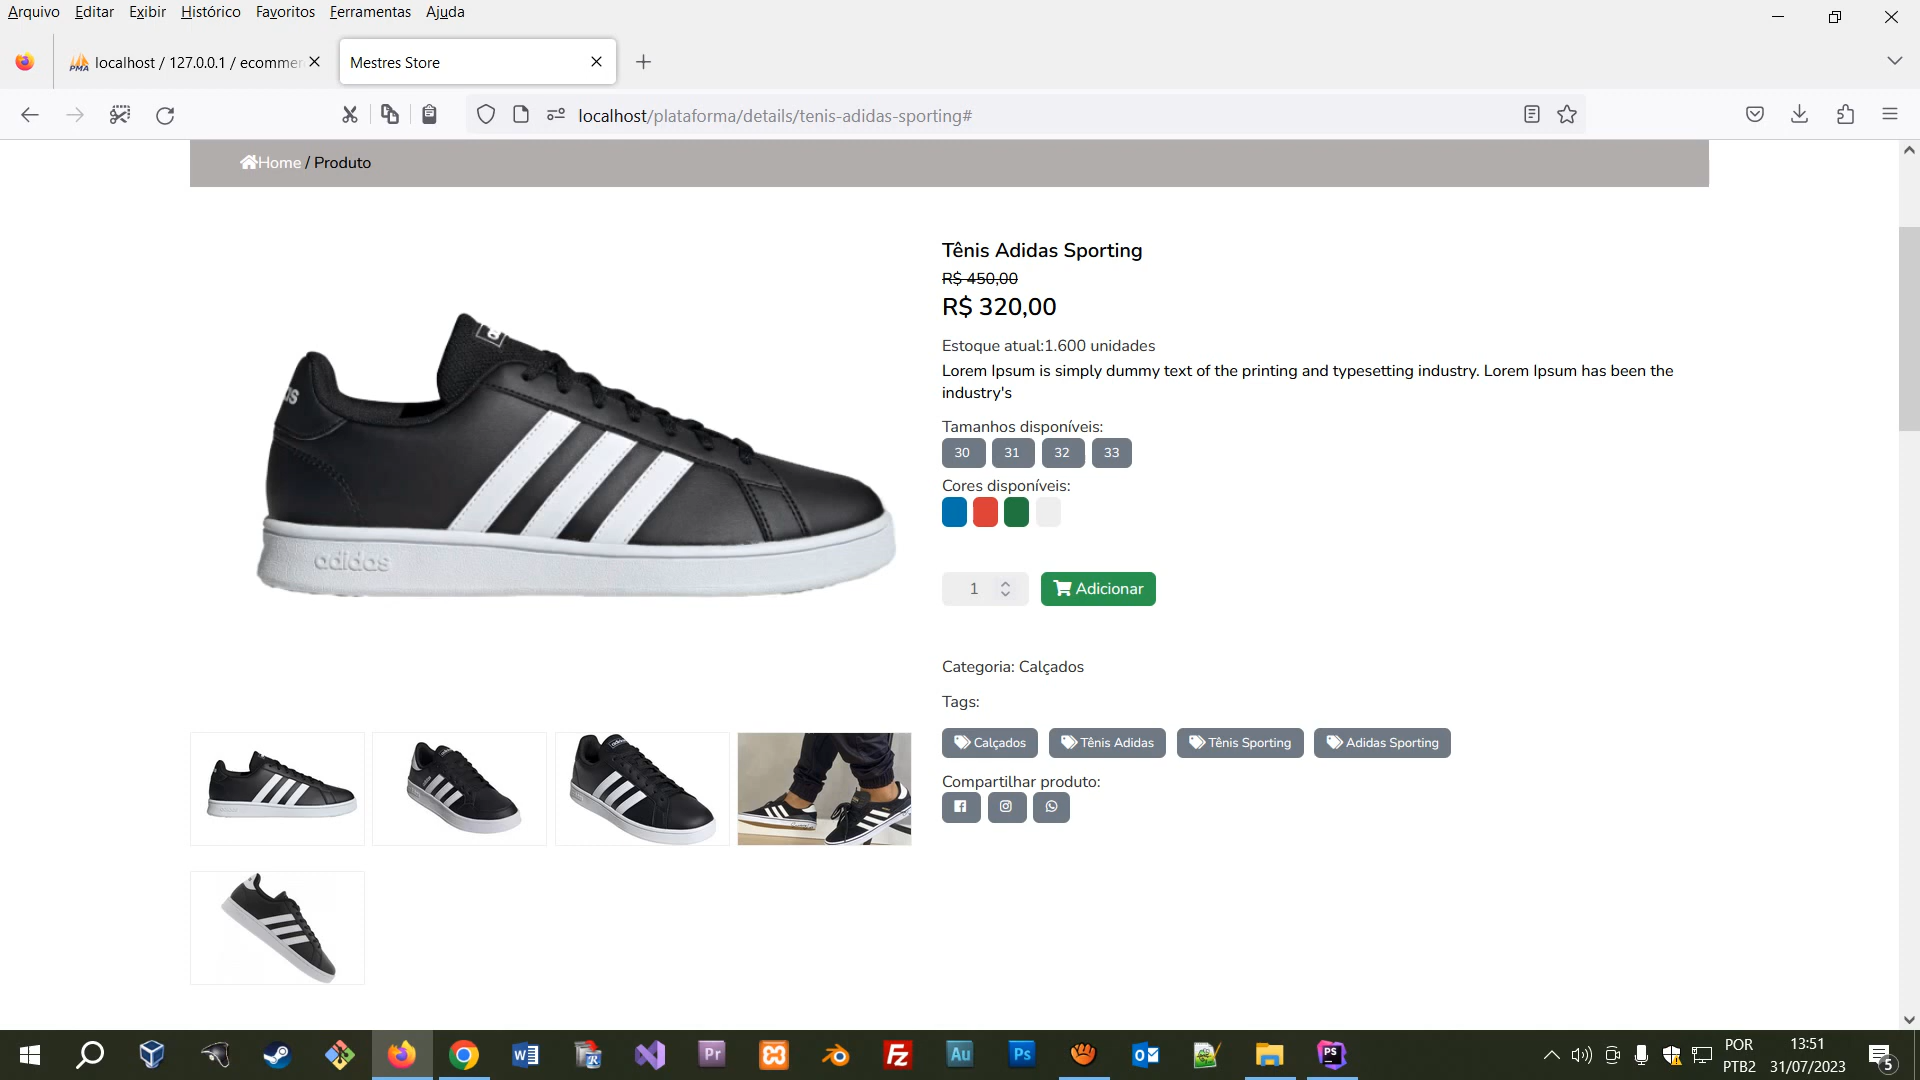 Arquivo Editar Exibir Histórico Favoritos Ferramentas Ajuda
localhost / 127.0.0.1 / ecommer
Mestres Store
localhost/plataforma/details/tenis-adidas-sporting#
Home / Produto
Tênis Adidas Sporting
R$ 450,00
R$ 320,00
Estoque atual:1.600 unidades
Lorem Ipsum is simply dummy text of the printing and typesetting industry. Lorem Ipsum has been the
industry's
Tamanhos disponíveis:
30 31 32 33
Cores disponíveis:
1 Adicionar
adidas
Categoria: Calçados
Tags:
Calçados Tênis Adidas Tênis Sporting Adidas Sporting
Compartilhar produto:
POR
PTB2
13:51
31/07/2023
5